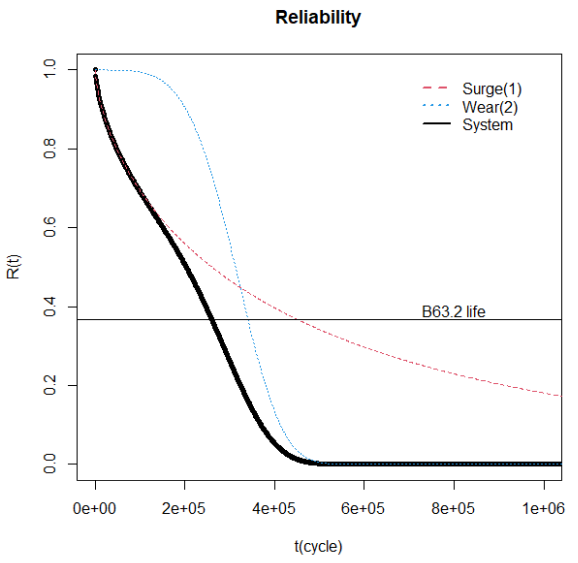 Reliability
Surge(1)
Wear(2)
System
B63.2 life
R(t)
1.0
0.8
0.6
0.4
0.2
0.0
0e+00 2e+05 4e+05 6e+05 8e+05 1e+06
t(cycle)